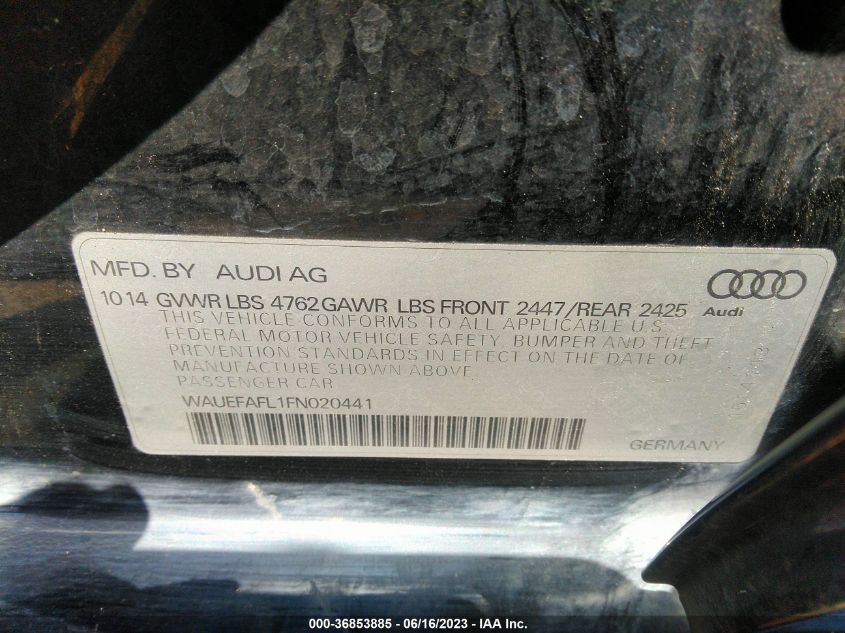 MFD. BY AUDI AG
Audi
1014 GVWR LBS 4762 GAWR LBS FRONT 2447/REAR 2425
THIS VEHICLE CONFORMS TO ALL APPLICABLE U.S.
FEDERAL MOTOR VEHICLE SAFETY, BUMPER AND THEFT
PREVENTION STANDARDS IN EFFECT ON THE DATE OF
MANUFACTURE SHOWN ABOVE.
PASSENGER CAR
WAUEFAFL1FN020441
GERMANY
000-36853885 - 06/16/2023 - IAA Inc.